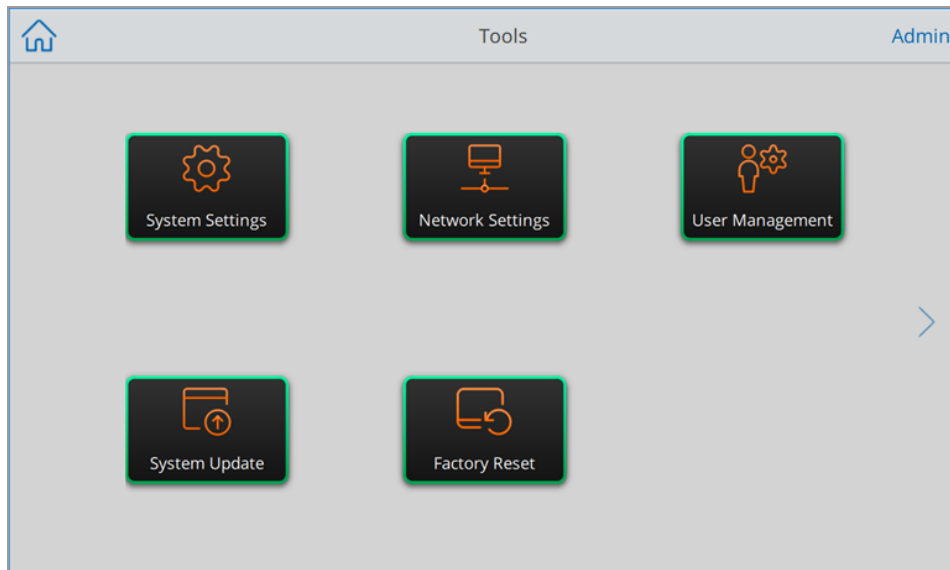 Tools
Admin
System Settings
Network Settings
User Management
System Update
Factory Reset